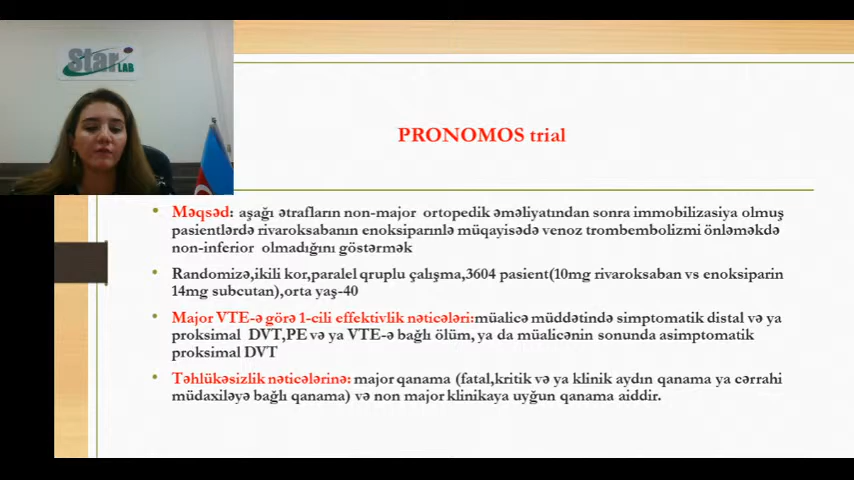 Star
LAB
PRONOMOS trial
• Məqsəd: aşağı ətrafların non-major ortopedik əməliyatından sonra immobilizasiya olmuş
pasientlərdə rivaroksabanın enoksiparinlə müqayisədə venoz trombembolizmi önləməkdə
non-inferior olmadığını göstərmək
• Randomizə,ikili kor,paralel qruplu çalışma,3604 pasient(10mg rivaroksaban vs enoksiparin
14mg subcutan),orta yaş-40
• Major VTE-ə görə 1-cili effektivlik nəticələri:müalicə müddətində simptomatik distal və ya
proksimal DVT,PE və ya VTE-ə bağlı ölüm, ya da müalicənin sonunda asimptomatik
proksimal DVT
• Təhlükəsizlik nəticələrinə: major qanama (fatal,kritik və ya klinik aydın qanama ya cərrahi
müdaxiləyə bağlı qanama) və non major klinikaya uyğun qanama aiddir.